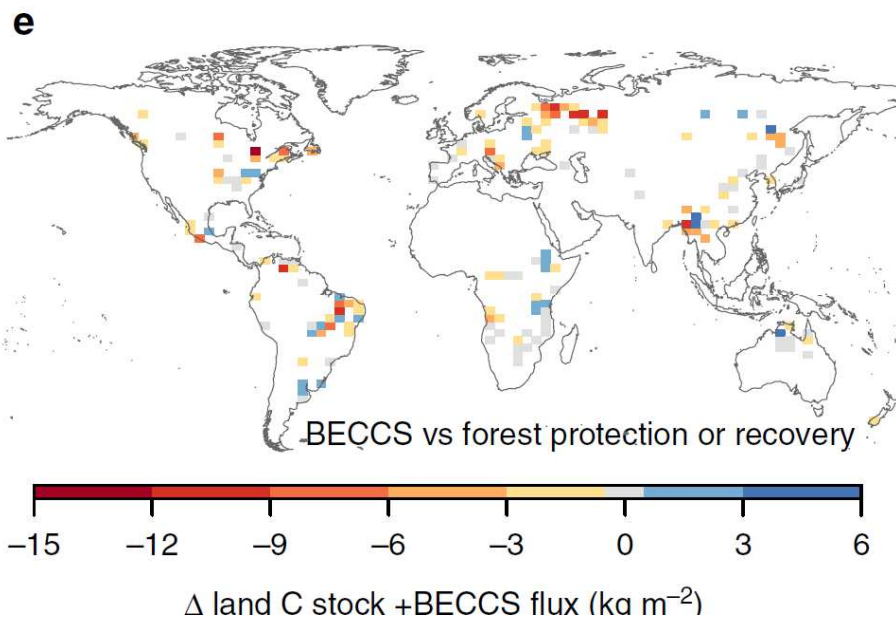 e
BECCS vs forest protection or recovery
−15 −12 −9 −6 −3 0 3 6
Δ land C stock +BECCS flux (kg m⁻²)